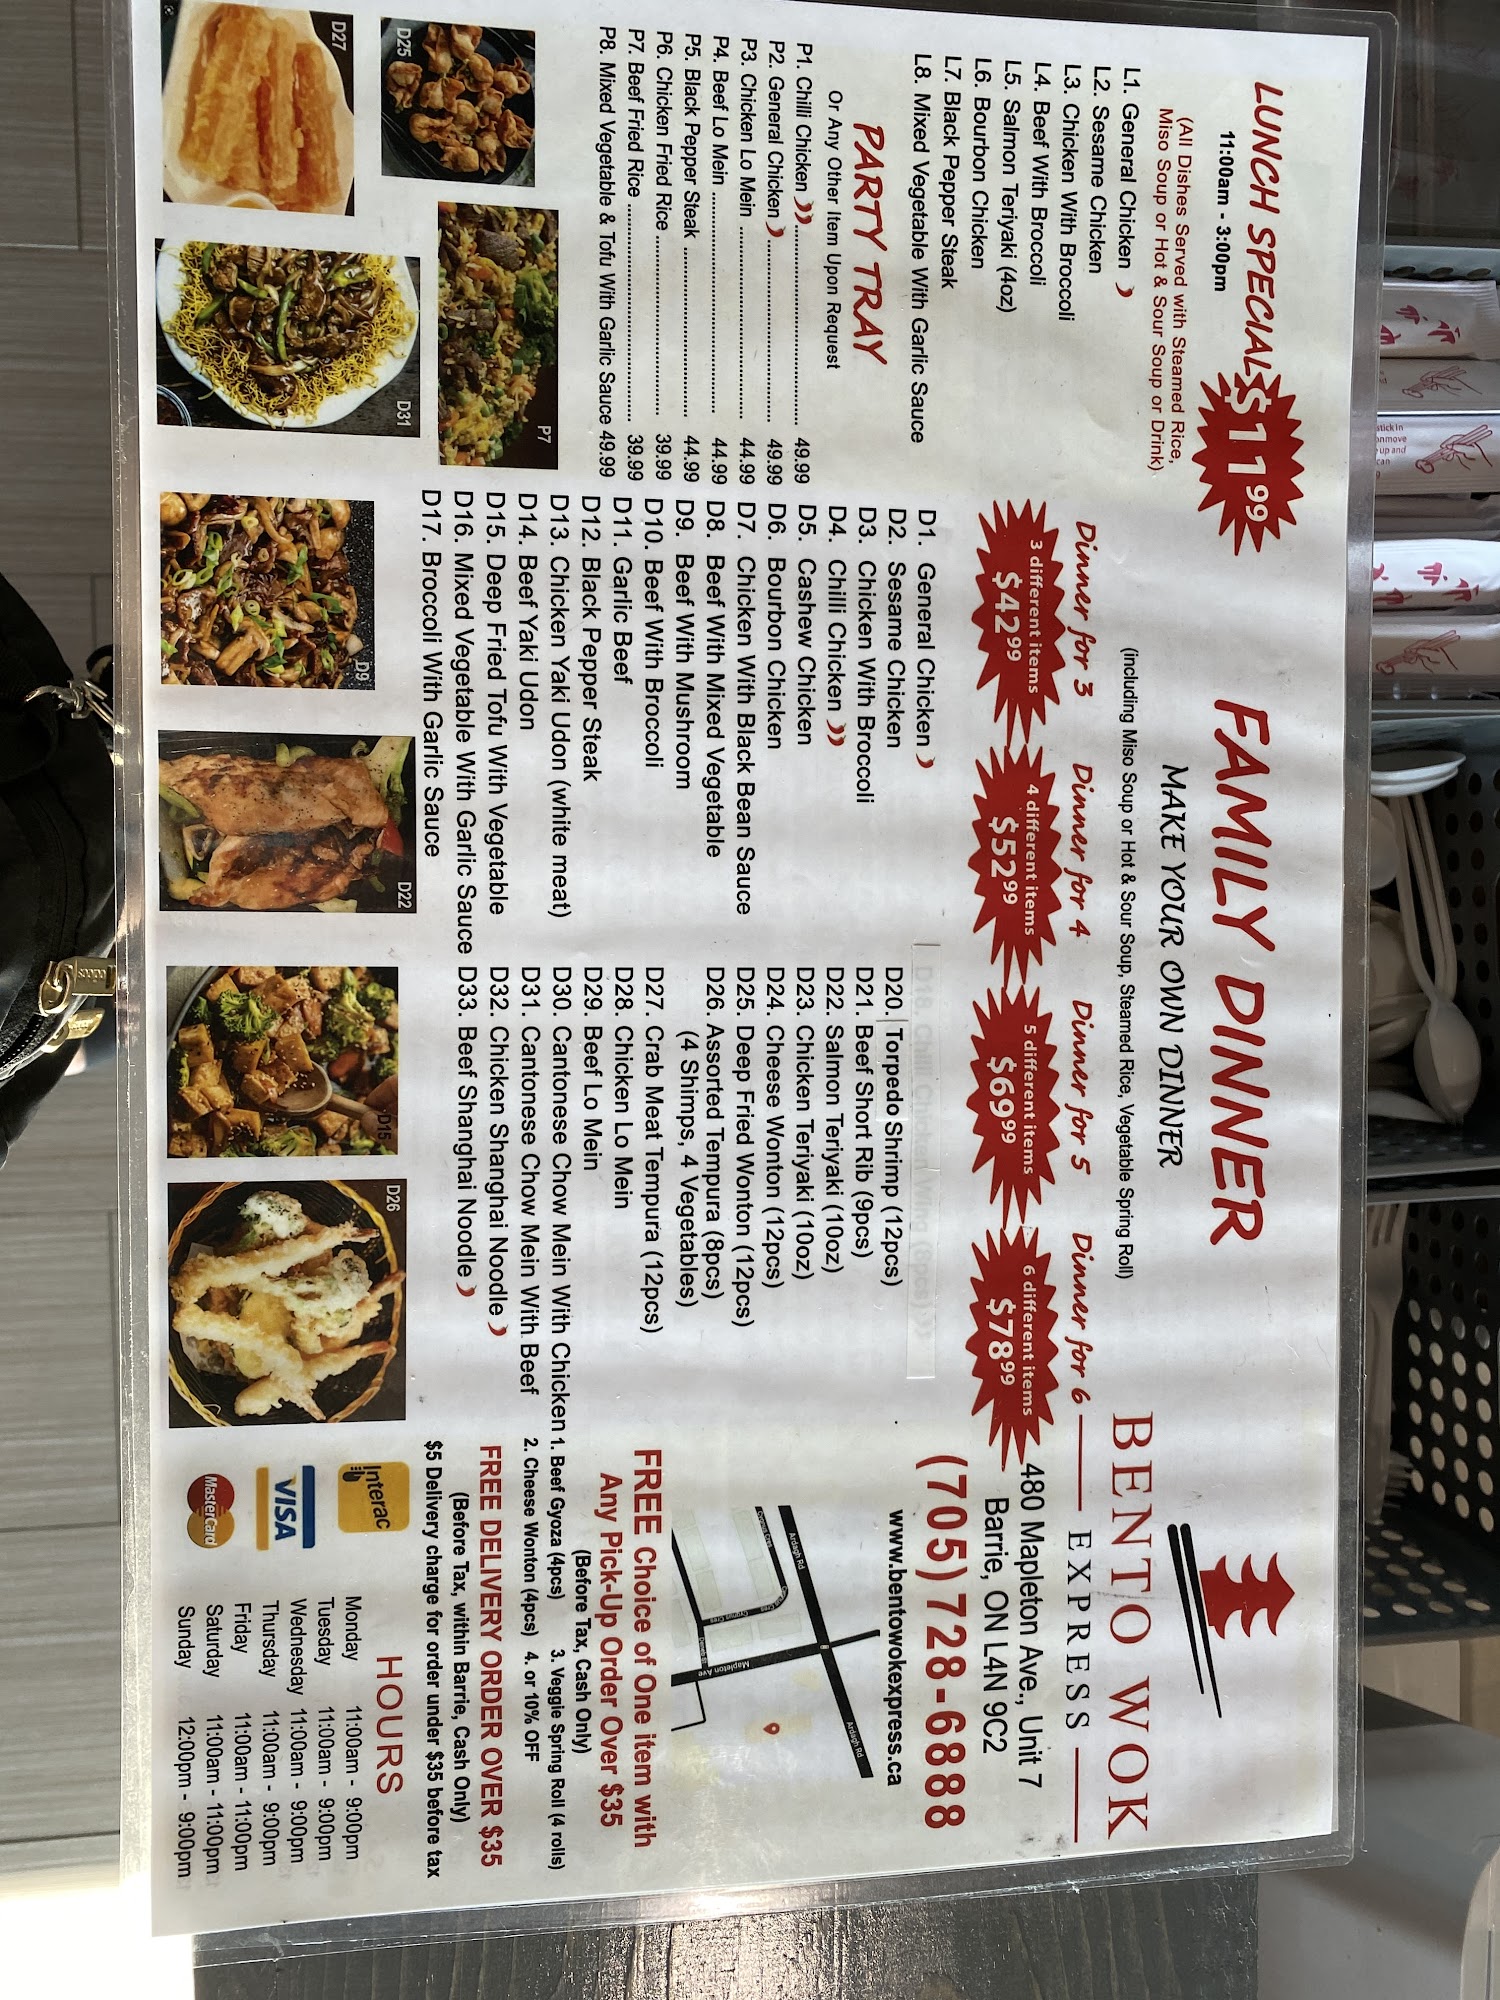 LUNCH SPECIAL $11.99
11:00am - 3:00pm
(All Dishes Served with Steamed Rice,
Miso Soup or Hot & Sour Soup or Drink)
L1. General Chicken
L2. Sesame Chicken
L3. Chicken With Broccoli
L4. Beef With Broccoli
L5. Salmon Teriyaki (4oz)
L6. Bourbon Chicken
L7. Black Pepper Steak
L8. Mixed Vegetable With Garlic Sauce
PARTY TRAY
Or Any Other Item Upon Request
P1. Chilli Chicken 49.99
P2. General Chicken 49.99
P3. Chicken Lo Mein 44.99
P4. Beef Lo Mein 44.99
P5. Black Pepper Steak 44.99
P6. Chicken Fried Rice 39.99
P7. Beef Fried Rice 39.99
P8. Mixed Vegetable & Tofu With Garlic Sauce 49.99
D25
P7
D27
D31
FAMILY DINNER
MAKE YOUR OWN DINNER
(including Miso Soup or Hot & Sour Soup, Steamed Rice, Vegetable Spring Roll)
Dinner for 3
3 different items
$42.99
Dinner for 4
4 different items
$52.99
Dinner for 5
5 different items
$69.99
Dinner for 6
6 different items
$78.99
D1. General Chicken
D2. Sesame Chicken
D3. Chicken With Broccoli
D4. Chilli Chicken
D5. Cashew Chicken
D6. Bourbon Chicken
D7. Chicken With Black Bean Sauce
D8. Beef With Mixed Vegetable
D9. Beef With Mushroom
D10. Beef With Broccoli
D11. Garlic Beef
D12. Black Pepper Steak
D13. Chicken Yaki Udon (white meat)
D14. Beef Yaki Udon
D15. Deep Fried Tofu With Vegetable
D16. Mixed Vegetable With Garlic Sauce
D17. Broccoli With Garlic Sauce
D18. Chilli Chicken Wing (8pcs)
D20. Torpedo Shrimp (12pcs)
D21. Beef Short Rib (9pcs)
D22. Salmon Teriyaki (10oz)
D23. Chicken Teriyaki (10oz)
D24. Cheese Wonton (12pcs)
D25. Deep Fried Wonton (12pcs)
D26. Assorted Tempura (8pcs)
(4 Shimps, 4 Vegetables)
D27. Crab Meat Tempura (12pcs)
D28. Chicken Lo Mein
D29. Beef Lo Mein
D30. Cantonese Chow Mein With Chicken
D31. Cantonese Chow Mein With Beef
D32. Chicken Shanghai Noodle
D33. Beef Shanghai Noodle
D9
D22
D15
D26
BENTO WOK
EXPRESS
480 Mapleton Ave., Unit 7
Barrie, ON L4N 9C2
(705) 728-6888
www.bentowokexpress.ca
Ardagh Rd
Ardagh Rd
Cygnus Cres
Mapleton Ave
FREE Choice of One item with
Any Pick-Up Order Over $35
(Before Tax, Cash Only)
1. Beef Gyoza (4pcs) 3. Veggie Spring Roll (4 rolls)
2. Cheese Wonton (4pcs) 4. or 10% OFF
FREE DELIVERY ORDER OVER $35
(Before Tax, within Barrie, Cash Only)
$5 Delivery charge for order under $35 before tax
Interac
VISA
MasterCard
HOURS
Monday 11:00am - 9:00pm
Tuesday 11:00am - 9:00pm
Wednesday 11:00am - 9:00pm
Thursday 11:00am - 9:00pm
Friday 11:00am - 11:00pm
Saturday 11:00am - 11:00pm
Sunday 12:00pm - 9:00pm